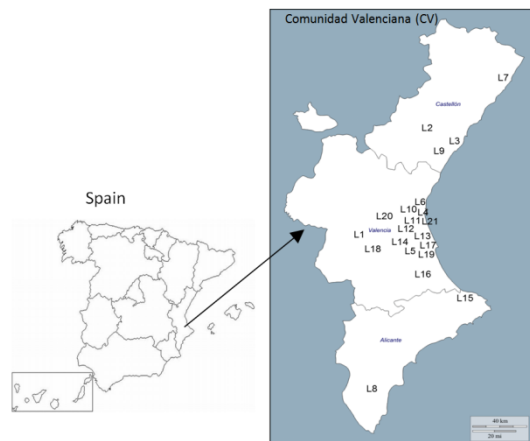 Comunidad Valenciana (CV)
L7
Castellón
L2
L3
L9
Spain
L6
L10
L4
L20
L11
L21
L12
L1
Valencia
L13
L14
L17
L18
L5
L19
L16
L15
Alicante
L8
40 km
20 mi